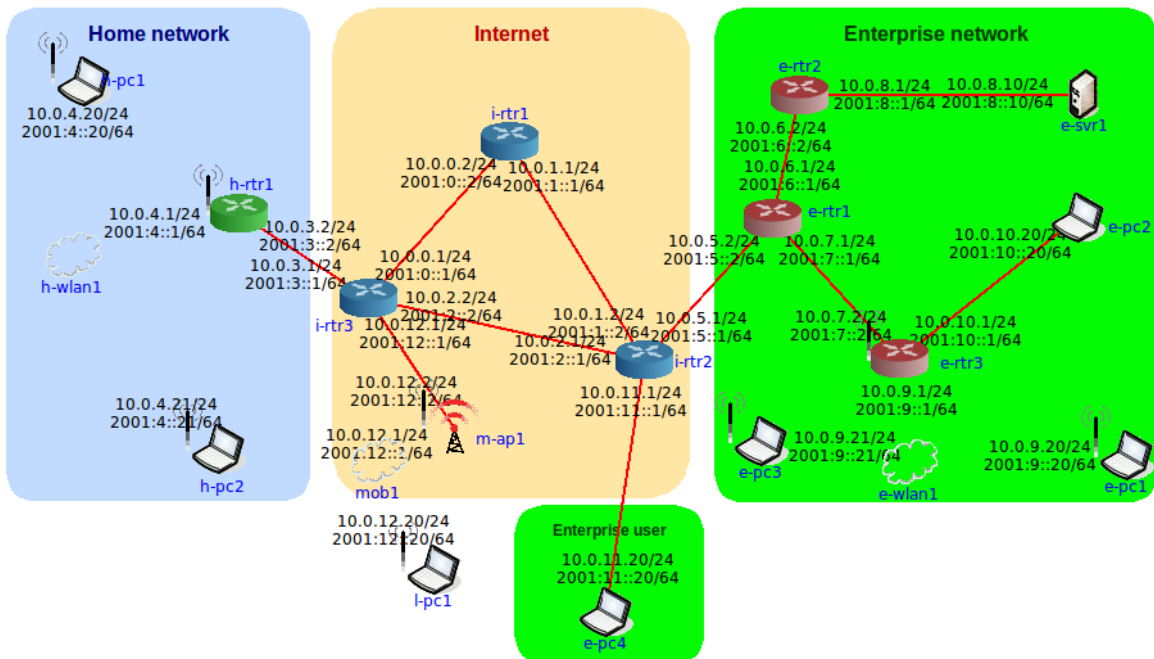 Home network
h-pc1
10.0.4.20/24
2001:4::20/64
h-rtr1
10.0.4.1/24
2001:4::1/64
10.0.3.2/24
2001:3::2/64
h-wlan1
10.0.3.1/24
2001:3::1/64
10.0.4.21/24
2001:4::21/64
h-pc2
Internet
i-rtr1
10.0.0.2/24
2001:0::2/64
10.0.1.1/24
2001:1::1/64
10.0.0.1/24
2001:0::1/64
10.0.2.2/24
2001:2::2/64
i-rtr3
10.0.12.1/24
2001:12::1/64
10.0.1.2/24
2001:1::2/64
10.0.2.1/24
2001:2::1/64
10.0.5.1/24
2001:5::1/64
i-rtr2
10.0.12.2/24
2001:12::2/64
10.0.11.1/24
2001:11::1/64
10.0.12.1/24
2001:12::1/64
m-ap1
mob1
10.0.12.20/24
2001:12::20/64
l-pc1
Enterprise user
10.0.11.20/24
2001:11::20/64
e-pc4
Enterprise network
e-rtr2
10.0.8.1/24
2001:8::1/64
10.0.8.10/24
2001:8::10/64
e-svr1
10.0.6.2/24
2001:6::2/64
10.0.6.1/24
2001:6::1/64
e-rtr1
10.0.5.2/24
2001:5::2/64
10.0.7.1/24
2001:7::1/64
10.0.10.20/24
2001:10::20/64
e-pc2
10.0.7.2/24
2001:7::2/64
10.0.10.1/24
2001:10::1/64
e-rtr3
10.0.9.1/24
2001:9::1/64
10.0.9.21/24
2001:9::21/64
e-pc3
e-wlan1
10.0.9.20/24
2001:9::20/64
e-pc1